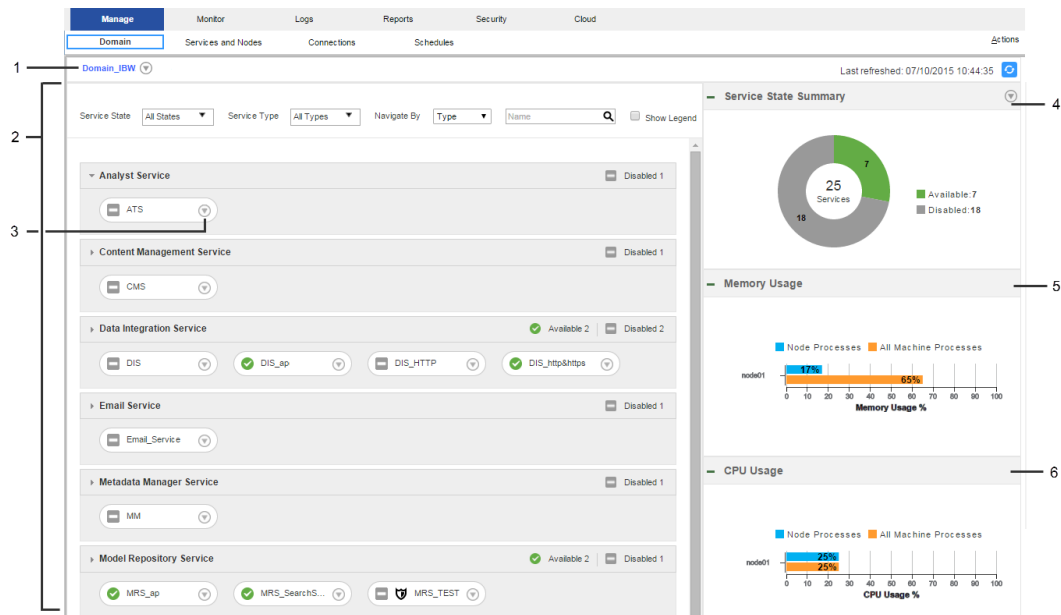 Manage Monitor Logs Reports Security Cloud
Domain Services and Nodes Connections Schedules Actions
1 Domain_IBW Last refreshed: 07/10/2015 10:44:35
2
Service State All States Service Type All Types Navigate By Type Name Show Legend
Analyst Service Disabled 1
ATS
3
Content Management Service Disabled 1
CMS
Data Integration Service Available 2 Disabled 2
DIS DIS_ap DIS_HTTP DIS_http&https
Email Service Disabled 1
Email_Service
Metadata Manager Service Disabled 1
MM
Model Repository Service Available 2 Disabled 1
MRS_ap MRS_SearchS... MRS_TEST
Service State Summary
4
7
25
Services
18
Available:7
Disabled:18
Memory Usage
5
Node Processes All Machine Processes
node01
17%
65%
0 10 20 30 40 50 60 70 80 90 100
Memory Usage %
CPU Usage
6
Node Processes All Machine Processes
node01
25%
25%
0 10 20 30 40 50 60 70 80 90 100
CPU Usage %